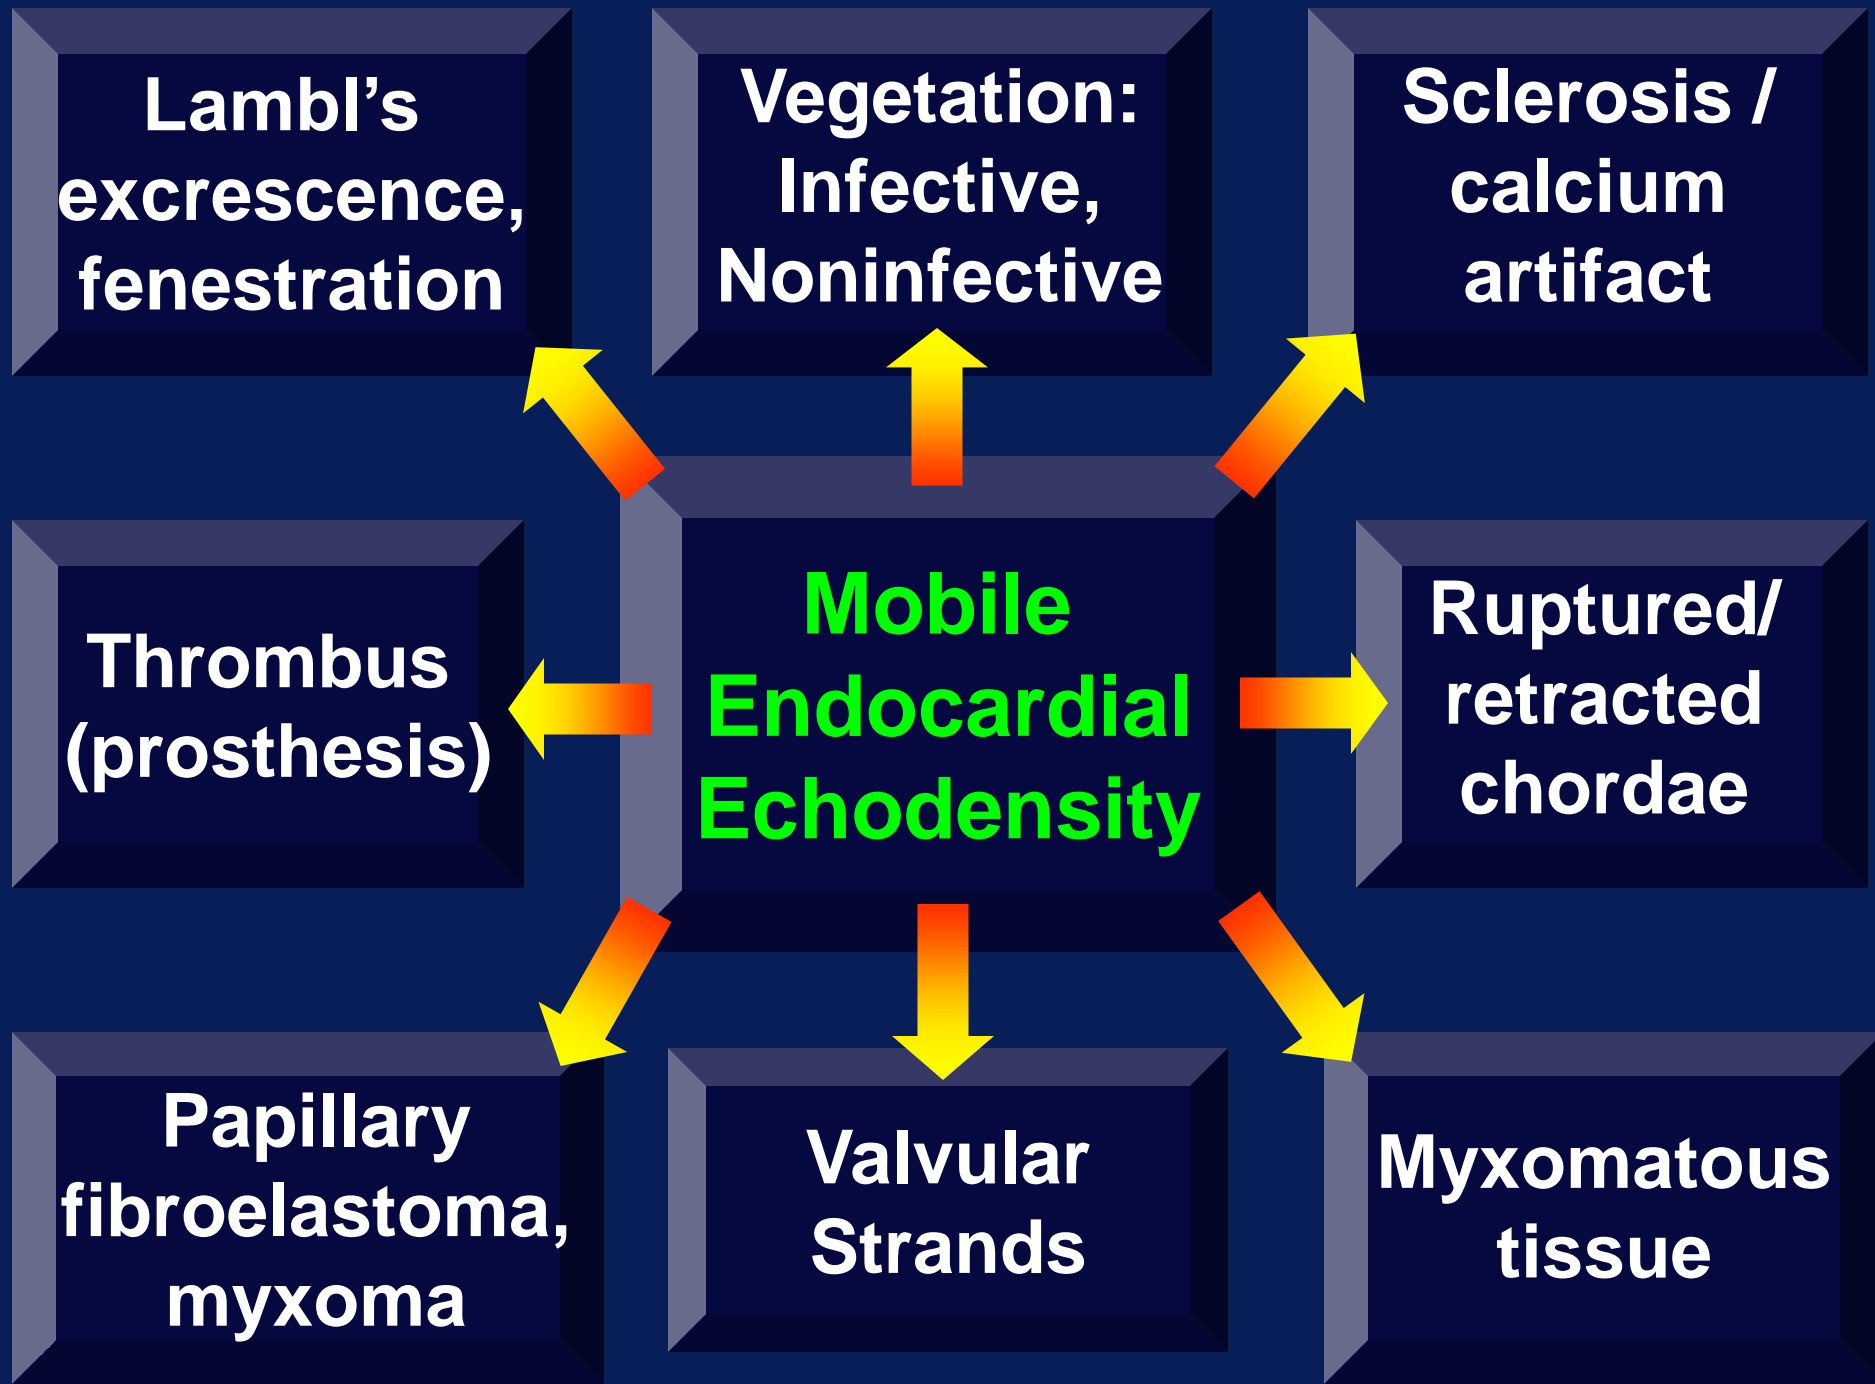 Lambl's
excrescence,
fenestration
Vegetation:
Infective,
Noninfective
Sclerosis /
calcium
artifact
Thrombus
(prosthesis)
Mobile
Endocardial
Echodensity
Ruptured/
retracted
chordae
Papillary
fibroelastoma,
myxoma
Valvular
Strands
Myxomatous
tissue